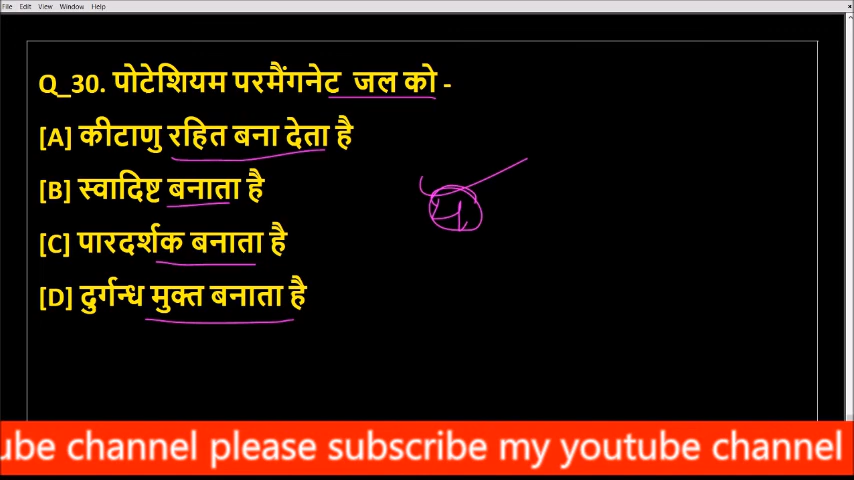 File Edit View Window Help
Q_30. पोटेशियम परमैंगनेट जल को -
[A] कीटाणु रहित बना देता है
[B] स्वादिष्ट बनाता है
[C] पारदर्शक बनाता है
[D] दुर्गन्ध मुक्त बनाता है
ube channel please subscribe my youtube channel